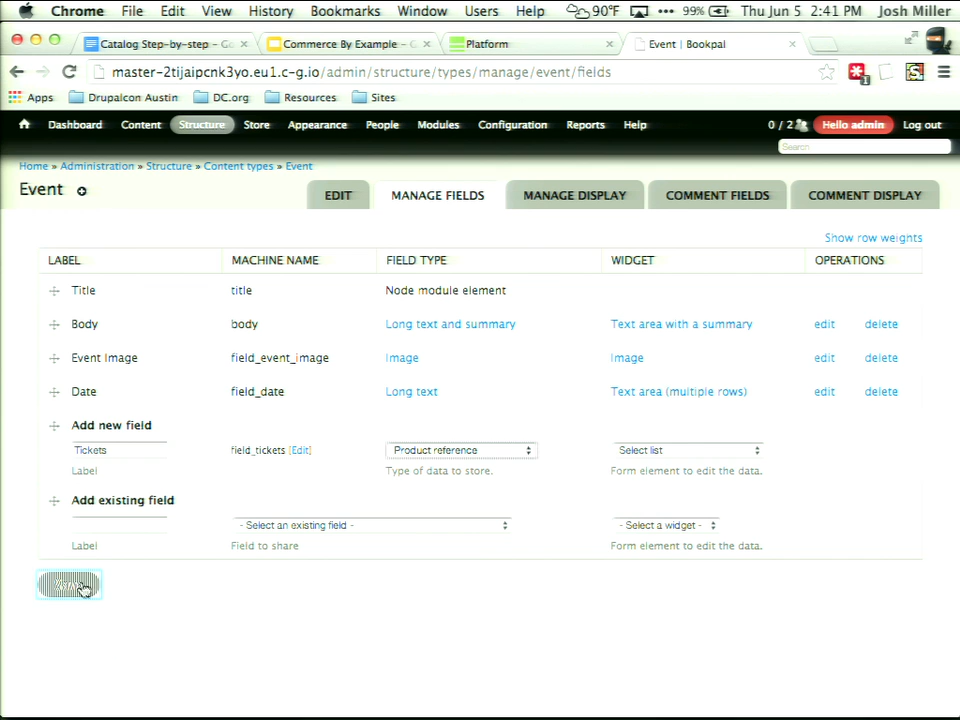 Chrome File Edit View History Bookmarks Window Users Help 90°F 99% Thu Jun 5 2:41 PM Josh Miller
Catalog Step-by-step - Go Commerce By Example - G Platform Event | Bookpal
master-2tijaipcnk3yo.eu1.c-g.io/admin/structure/types/manage/event/fields
Apps Drupalcon Austin DC.org Resources Sites
Dashboard Content Structure Store Appearance People Modules Configuration Reports Help 0 / 2 Hello admin Log out
Search
Home » Administration » Structure » Content types » Event
Event EDIT MANAGE FIELDS MANAGE DISPLAY COMMENT FIELDS COMMENT DISPLAY
Show row weights
LABEL MACHINE NAME FIELD TYPE WIDGET OPERATIONS
Title title Node module element
Body body Long text and summary Text area with a summary edit delete
Event Image field_event_image Image Image edit delete
Date field_date Long text Text area (multiple rows) edit delete
Add new field
Tickets field_tickets [Edit] Product reference Select list
Label Type of data to store. Form element to edit the data.
Add existing field
- Select an existing field - - Select a widget -
Label Field to share Form element to edit the data.